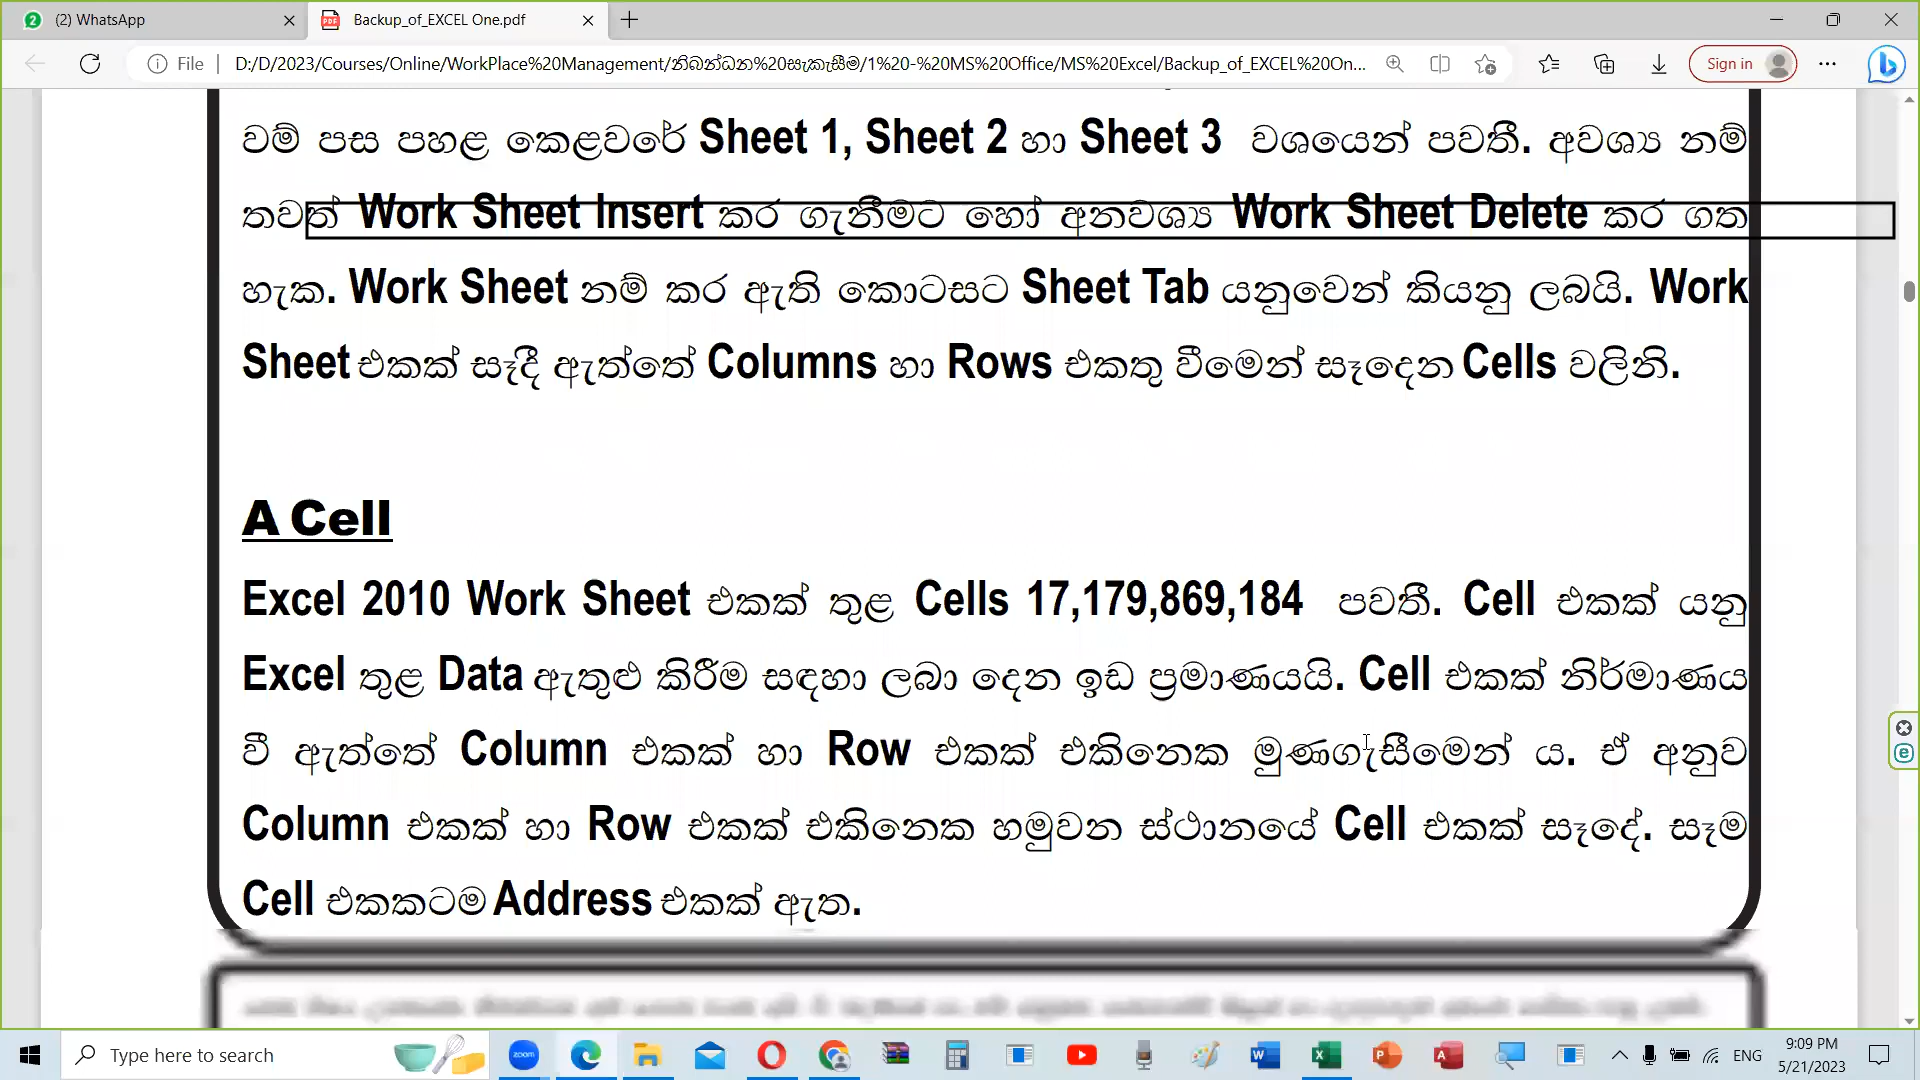 (2) WhatsApp
Backup_of_EXCEL One.pdf
File
D:/D/2023/Courses/Online/WorkPlace%20Management/නිබන්ධන%20සැකැසීම/1%20-%20MS%20Office/MS%20Excel/Backup_of_EXCEL%20On...
Sign in
වම් පස පහළ කෙළවරේ Sheet 1, Sheet 2 හා Sheet 3 වශයෙන් පවතී. අවශ්‍ය නම්
තවත් Work Sheet Insert කර ගැනීමට හෝ අනවශ්‍ය Work Sheet Delete කර ගත
හැක. Work Sheet නම් කර ඇති කොටසට Sheet Tab යනුවෙන් කියනු ලබයි. Work
Sheet එකක් සෑදී ඇත්තේ Columns හා Rows එකතු වීමෙන් සෑදෙන Cells වලිනි.
A Cell
Excel 2010 Work Sheet එකක් තුළ Cells 17,179,869,184 පවතී. Cell එකක් යනු
Excel තුළ Data ඇතුළු කිරීම සඳහා ලබා දෙන ඉඩ ප්‍රමාණයයි. Cell එකක් නිර්මාණය
වී ඇත්තේ Column එකක් හා Row එකක් එකිනෙක මුණගැසීමෙන් ය. ඒ අනුව
Column එකක් හා Row එකක් එකිනෙක හමුවන ස්ථානයේ Cell එකක් සෑදේ. සෑම
Cell එකකටම Address එකක් ඇත.
Type here to search
zoom
ENG
9:09 PM
5/21/2023